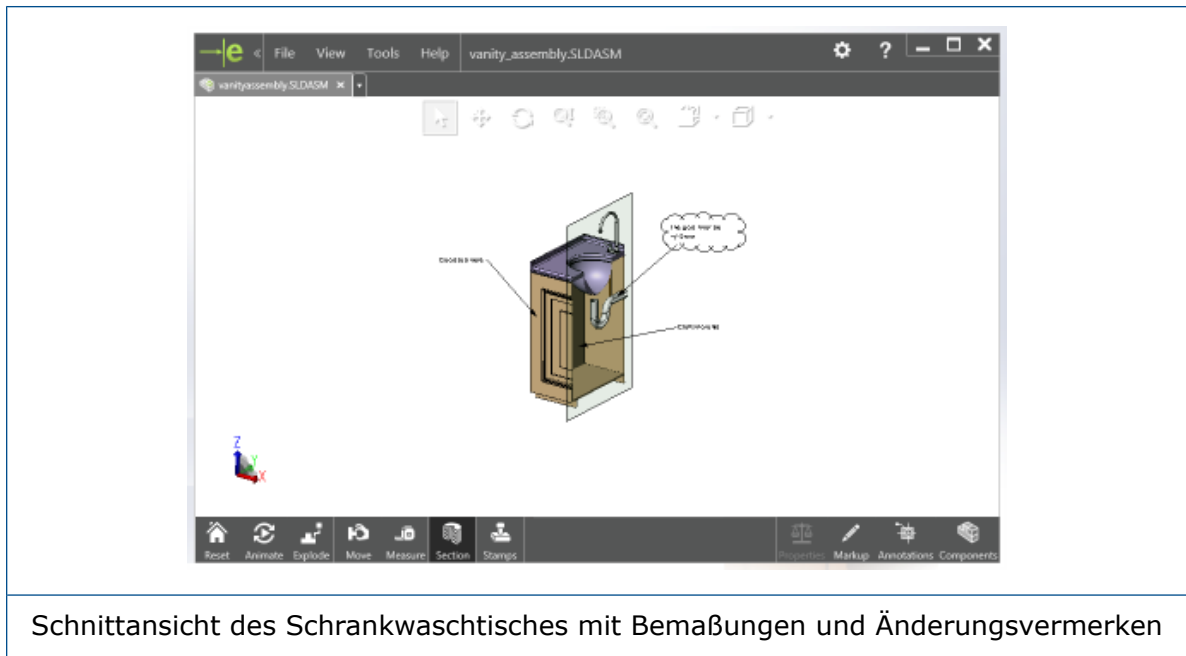 File View Tools Help vanity_assembly.SLDASM
vanityassembly.SLDASM
Z
Y
X
Reset Animate Explode Move Measure Section Stamps Properties Markup Annotations Components
Schnittansicht des Schrankwaschtisches mit Bemaßungen und Änderungsvermerken